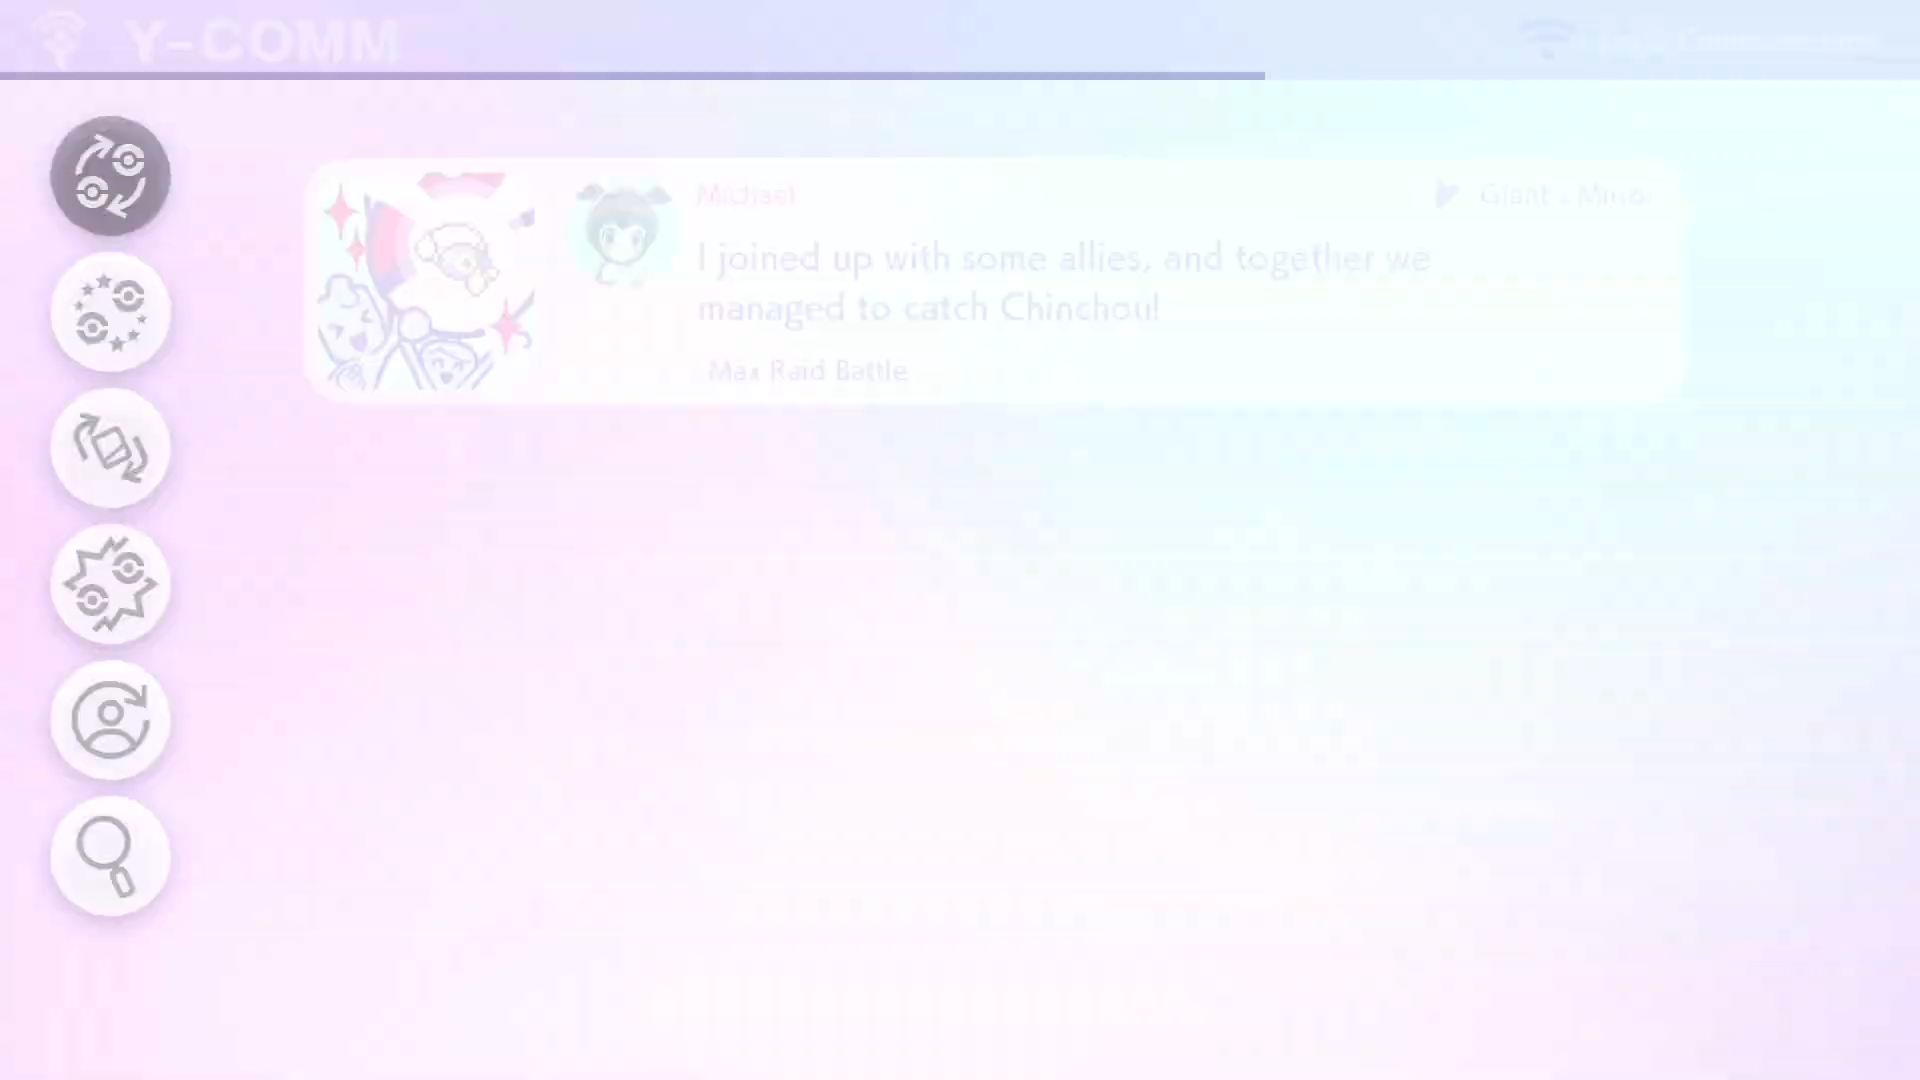 Y-COMM
Michael
Giant's Mirror
I joined up with some allies, and together we
managed to catch Chinchou!
Max Raid Battle